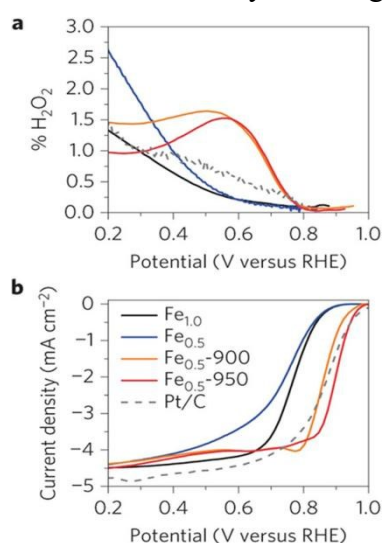 a
% H₂O₂
3.0
2.5
2.0
1.5
1.0
0.5
0.0
0.2 0.4 0.6 0.8 1.0
Potential (V versus RHE)
b
Current density (mA cm⁻²)
0
−1
−2
−3
−4
−5
Fe₁.₀
Fe₀.₅
Fe₀.₅-900
Fe₀.₅-950
Pt/C
0.2 0.4 0.6 0.8 1.0
Potential (V versus RHE)